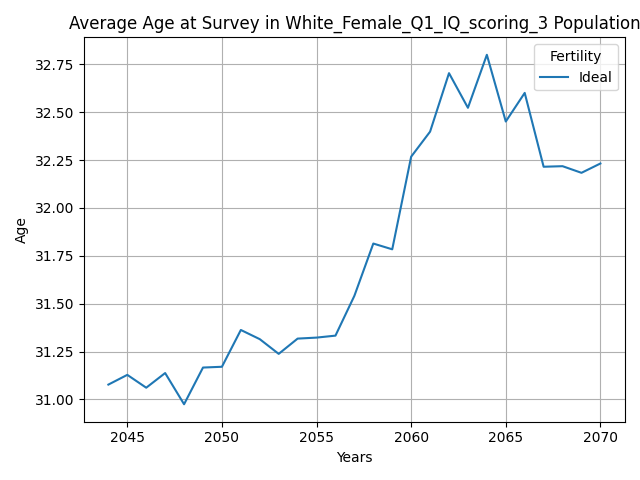 Average Age at Survey in White_Female_Q1_IQ_scoring_3 Population
Fertility
Ideal
32.75
32.50
32.25
32.00
31.75
31.50
31.25
31.00
Age
2045 2050 2055 2060 2065 2070
Years